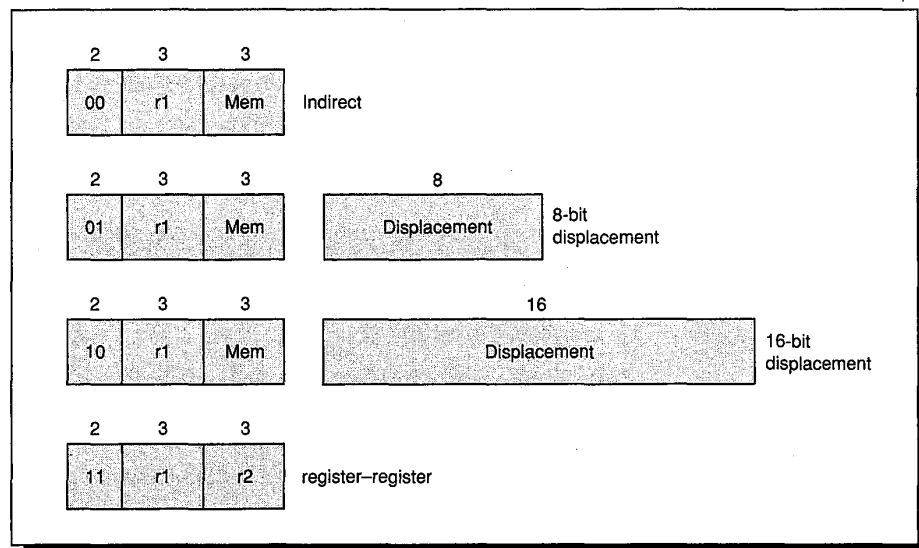 2 3 3
00 r1 Mem Indirect
2 3 3 8
01 r1 Mem Displacement 8-bit
displacement
2 3 3 16
10 r1 Mem Displacement 16-bit
displacement
2 3 3
11 r1 r2 register–register